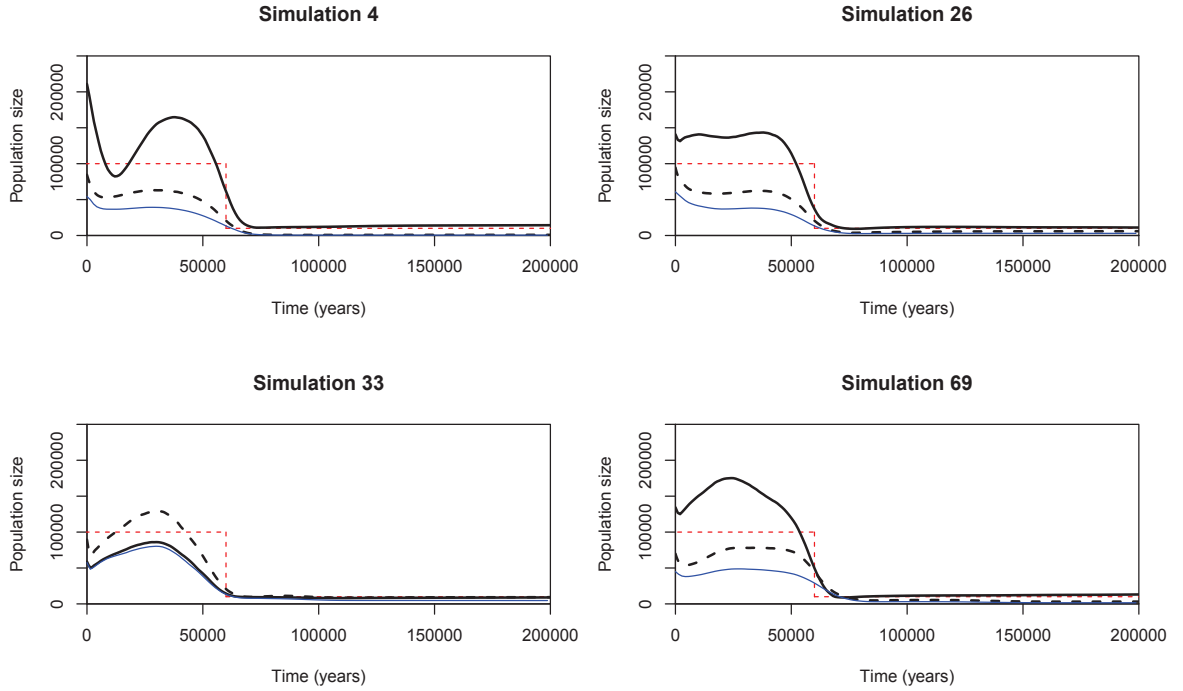 Simulation 4
Population size
200000
100000
0
0 50000 100000 150000 200000
Time (years)
Simulation 26
Population size
200000
100000
0
0 50000 100000 150000 200000
Time (years)
Simulation 33
Population size
200000
100000
0
0 50000 100000 150000 200000
Time (years)
Simulation 69
Population size
200000
100000
0
0 50000 100000 150000 200000
Time (years)